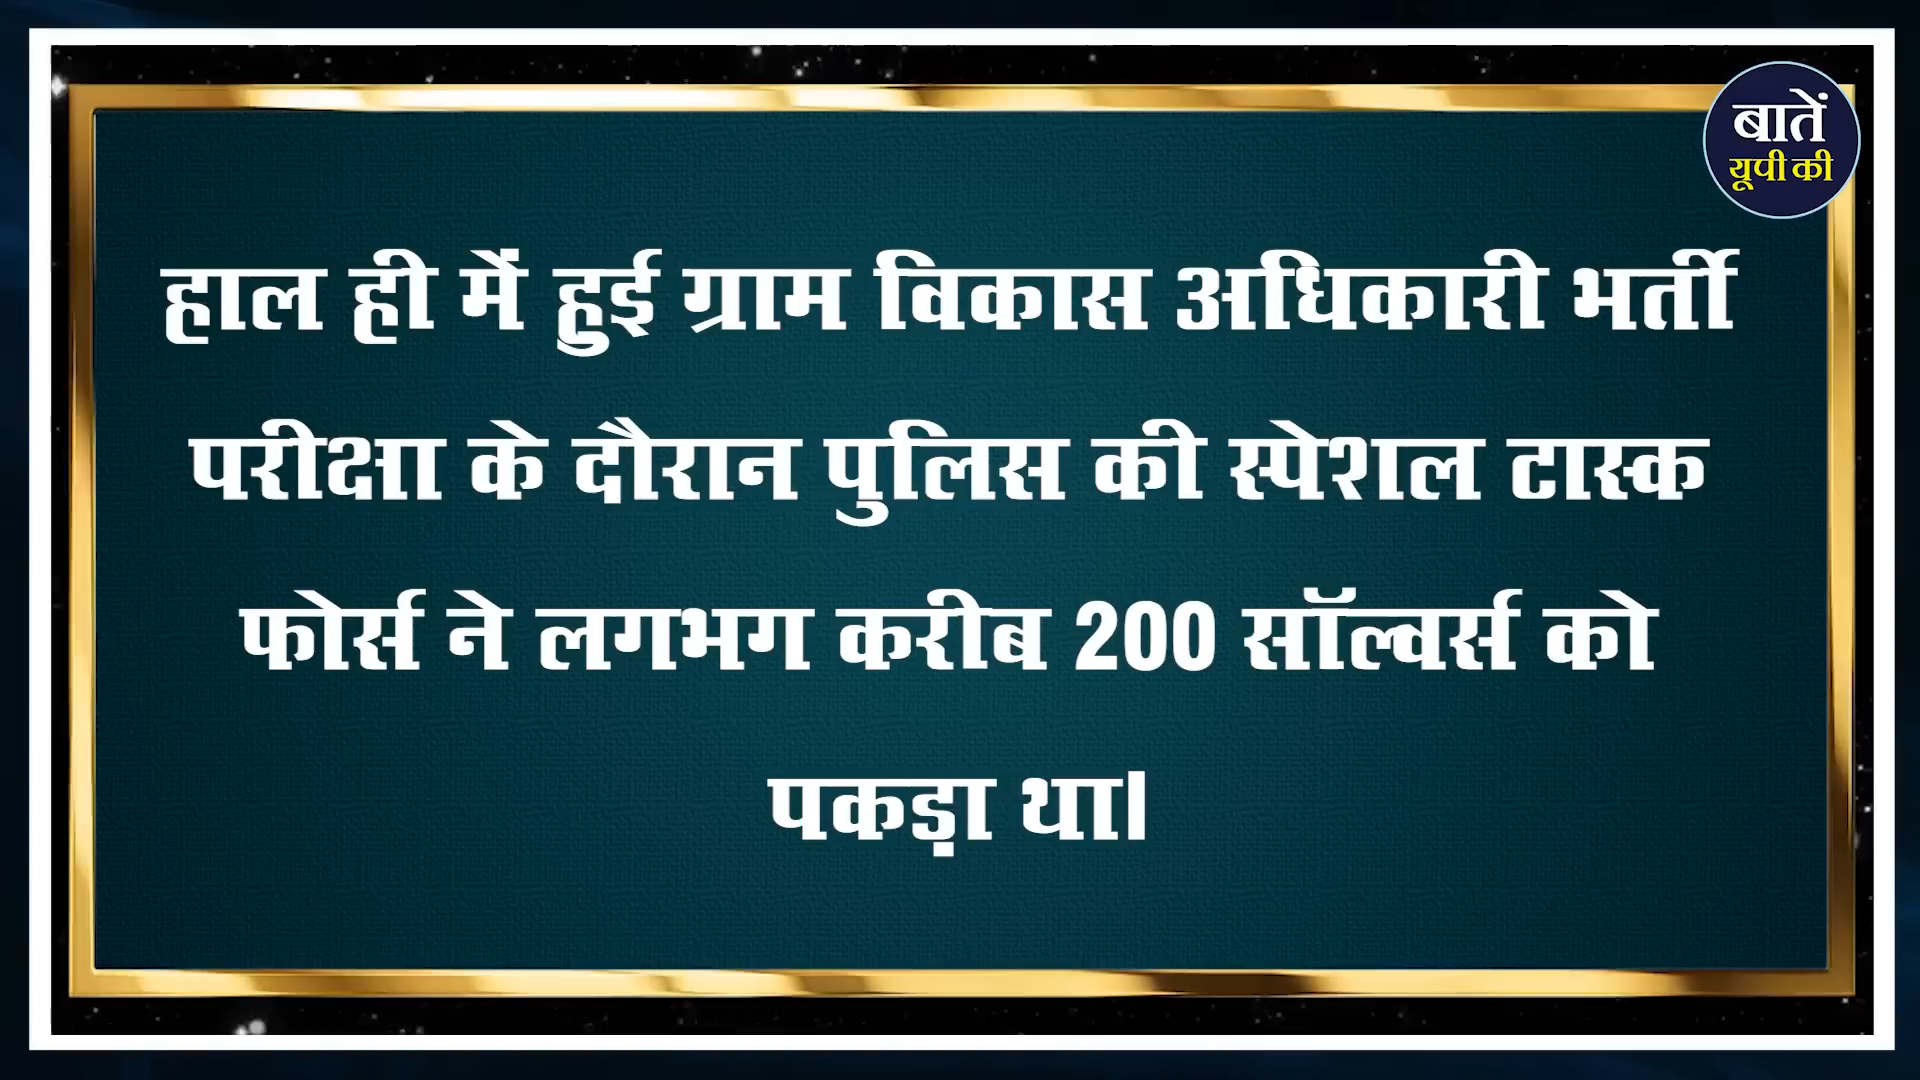 बातें
यूपी की
हाल ही में हुई ग्राम विकास अधिकारी भर्ती
परीक्षा के दौरान पुलिस की स्पेशल टास्क
फोर्स ने लगभग करीब 200 सॉल्वर्स को
पकड़ा था।